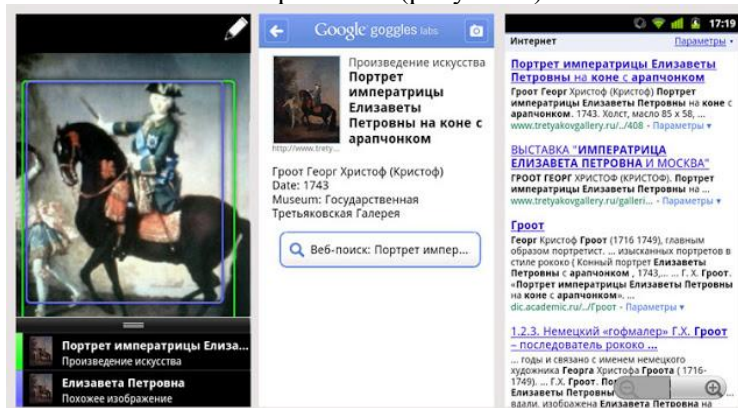 Портрет императрицы Елиза...
Произведение искусства
Елизавета Петровна
Похожее изображение
Google goggles labs
Произведение искусства
Портрет
императрицы
Елизаветы
Петровны на коне с
арапчонком
http://www.trety...
Гроот Георг Христоф (Кристоф)
Date: 1743
Museum: Государственная
Третьяковская Галерея
Веб-поиск: Портрет импер...
17:19
Интернет Параметры
Портрет императрицы Елизаветы
Петровны на коне с арапчонком
Гроот Георг Христоф (Кристоф) Портрет
императрицы Елизаветы Петровны на коне с
арапчонком. 1743. Холст, масло 85 x 58, ...
www.tretyakovgallery.ru/../408 - Параметры ▾
ВЫСТАВКА "ИМПЕРАТРИЦА
ЕЛИЗАВЕТА ПЕТРОВНА И МОСКВА"
ГРООТ ГЕОРГ ХРИСТОФ (КРИСТОФ). Портрет
императрицы Елизаветы Петровны на ...
www.tretyakovgallery.ru/galleri... - Параметры ▾
Гроот
Георг Кристоф Гроот (1716 1749), главным
образом портретист. ... изысканных портретов в
стиле рококо ( Конный портрет Елизаветы
Петровны с арапчонком , 1743,... ... Г. Х. Гроот.
«Портрет императрицы Елизаветы Петровны
на коне с арапчонком». ...
dic.academic.ru/../Гроот - Параметры ▾
1.2.3. Немецкий «гофмалер» Г.Х. Гроот
– последователь рококо ...
... годы и связано с именем немецкого
художника Георга Христофа Гроота ( 1716-
1749). ... Г.Х. Гроот.
Елизаветы
вдали. изображена Елизавета Петровна на